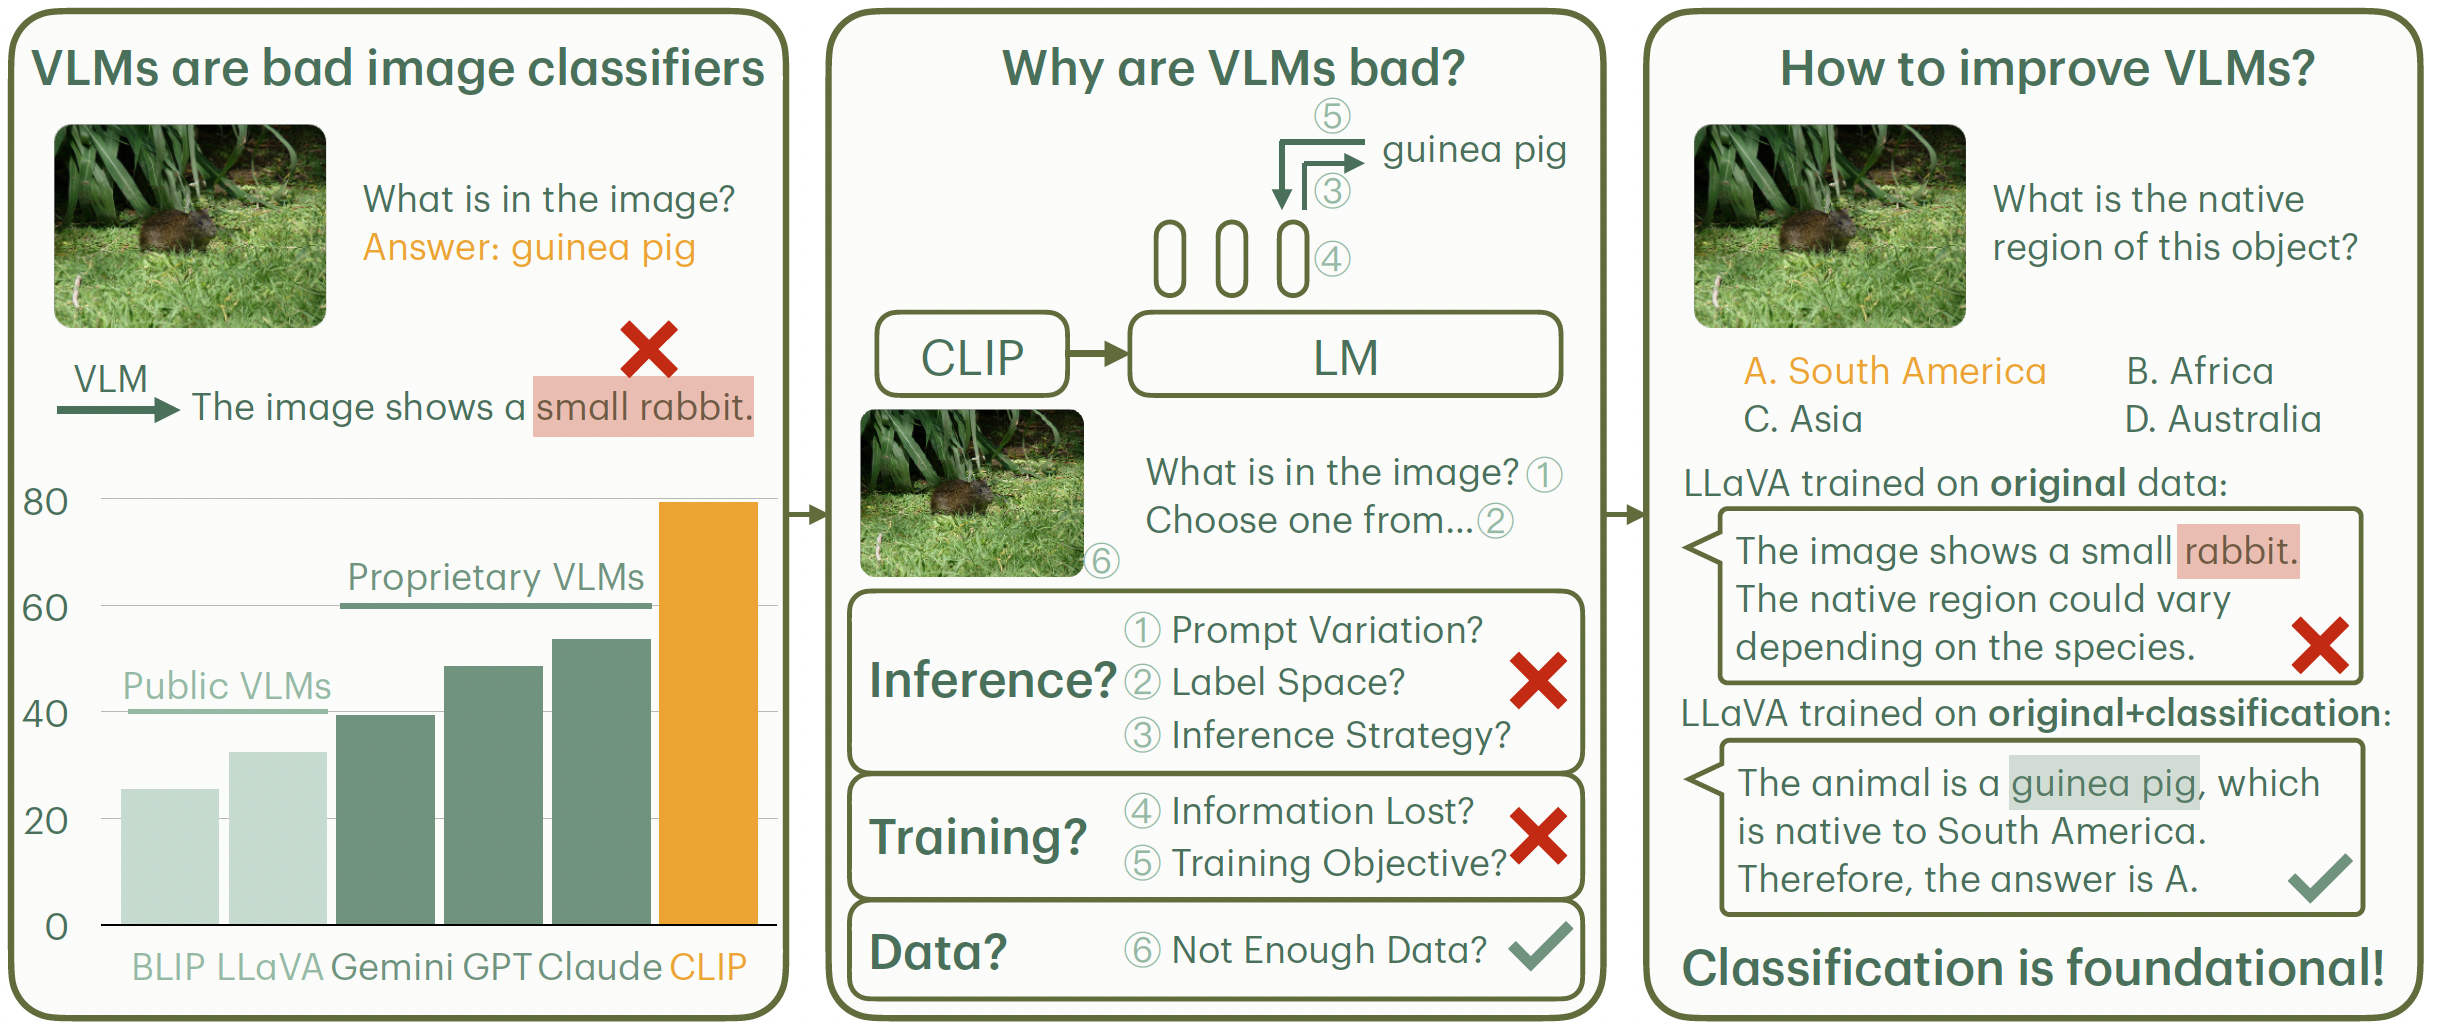 VLMs are bad image classifiers
What is in the image?
Answer: guinea pig
VLM
The image shows a small rabbit.
80
60
40
20
0
Proprietary VLMs
Public VLMs
BLIP LLaVA Gemini GPT Claude CLIP
Why are VLMs bad?
⑤
guinea pig
③
④
CLIP
LM
What is in the image? ①
Choose one from... ②
⑥
Inference?
① Prompt Variation?
② Label Space?
③ Inference Strategy?
Training?
④ Information Lost?
⑤ Training Objective?
Data?
⑥ Not Enough Data?
How to improve VLMs?
What is the native
region of this object?
A. South America B. Africa
C. Asia D. Australia
LLaVA trained on original data:
The image shows a small rabbit.
The native region could vary
depending on the species.
LLaVA trained on original+classification:
The animal is a guinea pig, which
is native to South America.
Therefore, the answer is A.
Classification is foundational!